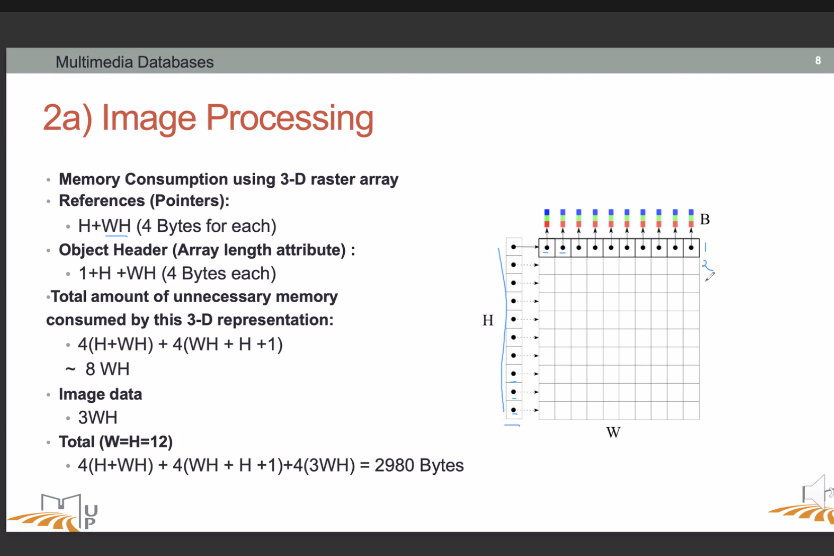 Multimedia Databases
8
2a) Image Processing
• Memory Consumption using 3-D raster array
• References (Pointers):
• H+WH (4 Bytes for each)
• Object Header (Array length attribute) :
• 1+H +WH (4 Bytes each)
•Total amount of unnecessary memory
consumed by this 3-D representation:
• 4(H+WH) + 4(WH + H +1)
~ 8 WH
• Image data
• 3WH
• Total (W=H=12)
• 4(H+WH) + 4(WH + H +1)+4(3WH) = 2980 Bytes
B
1
2
H
W
M U
P